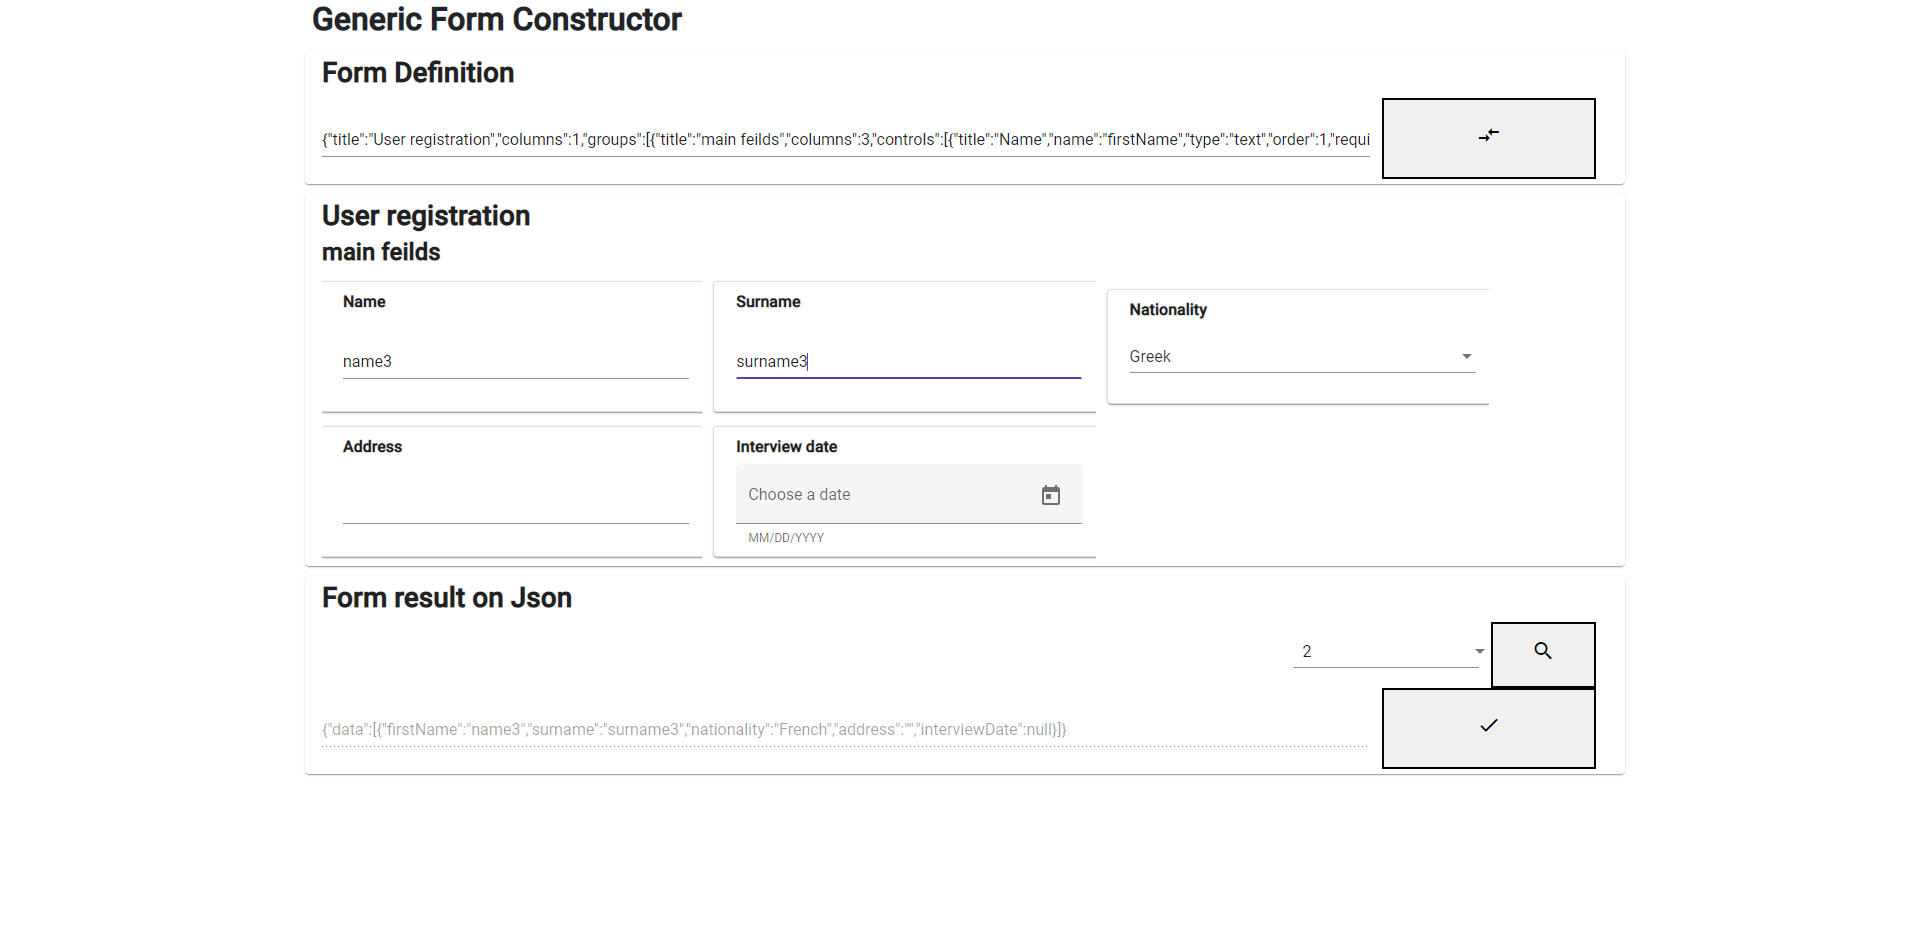 Generic Form Constructor
Form Definition
{"title":"User registration","columns":1,"groups":[{"title":"main feilds","columns":3,"controls":[{"title":"Name","name":"firstName","type":"text","order":1,"requi
User registration
main feilds
Name
Surname
Nationality
name3
surname3
Greek
Address
Interview date
Choose a date
MM/DD/YYYY
Form result on Json
2
{"data":[{"firstName":"name3","surname":"surname3","nationality":"French","address":"","interviewDate":null}]}